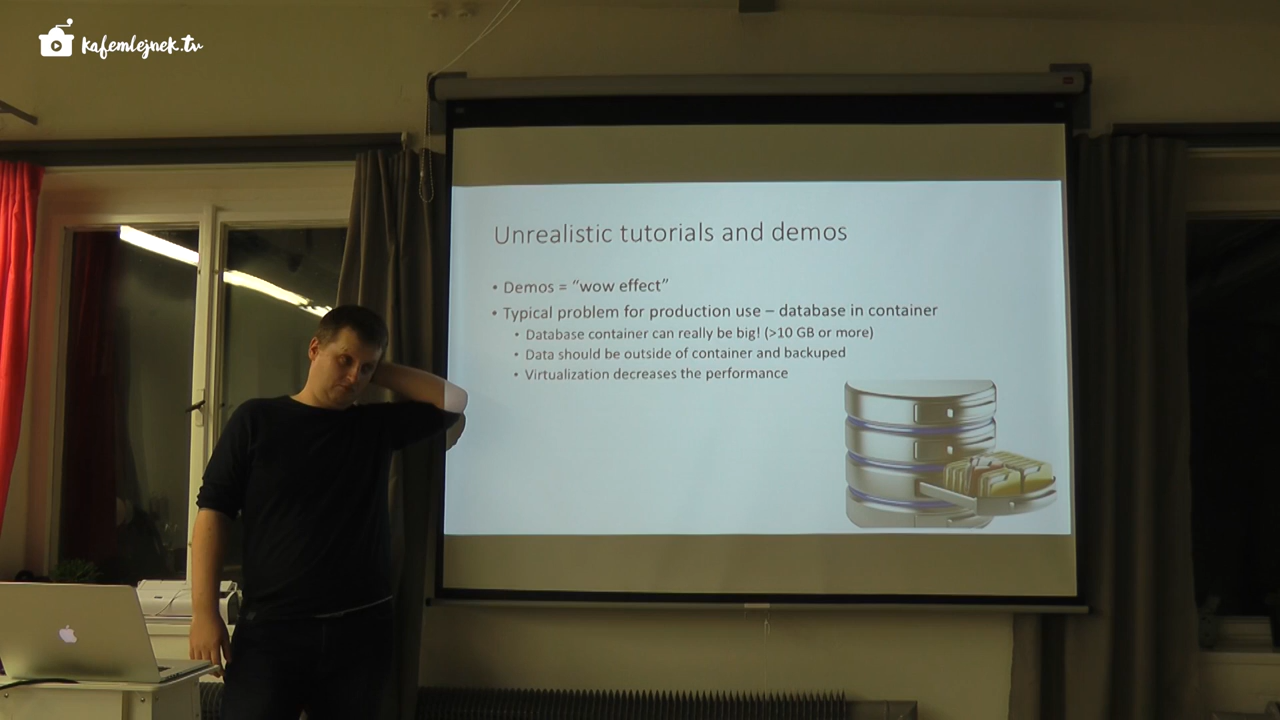 kafemlejnek.tv
Unrealistic tutorials and demos
• Demos = "wow effect"
• Typical problem for production use – database in container
• Database container can really be big! (>10 GB or more)
• Data should be outside of container and backuped
• Virtualization decreases the performance